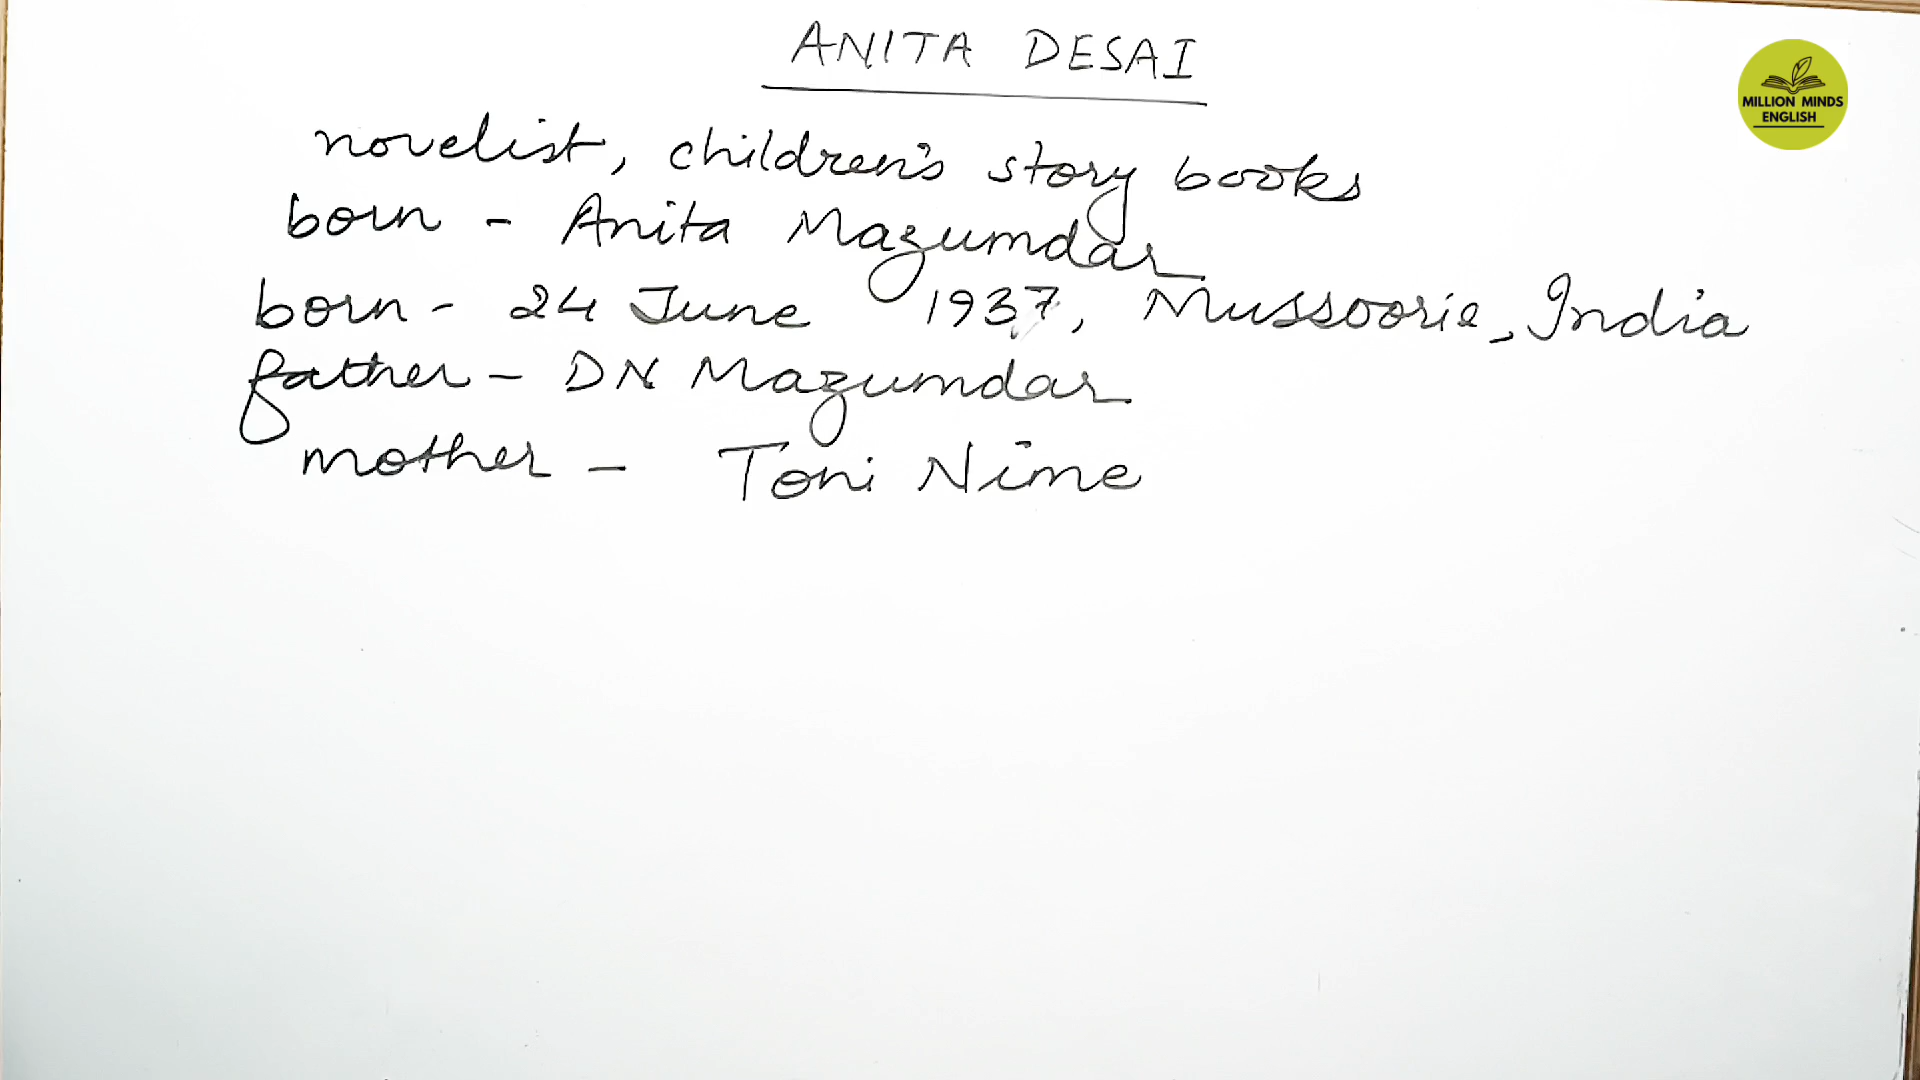 ANITA DESAI
MILLION MINDS
ENGLISH
novelist, children's story books
born - Anita Mazumdar
born - 24 June 1937, Mussoorie, India
father - DN Mazumdar
mother - Toni Nime